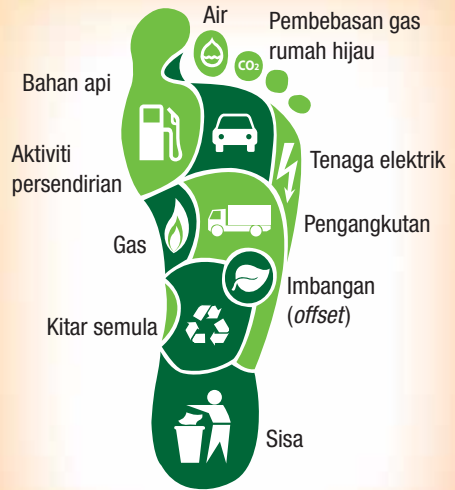 Air
Pembebasan gas
rumah hijau
CO₂
Bahan api
Aktiviti
persendirian
Tenaga elektrik
Pengangkutan
Gas
Imbangan
(offset)
Kitar semula
Sisa